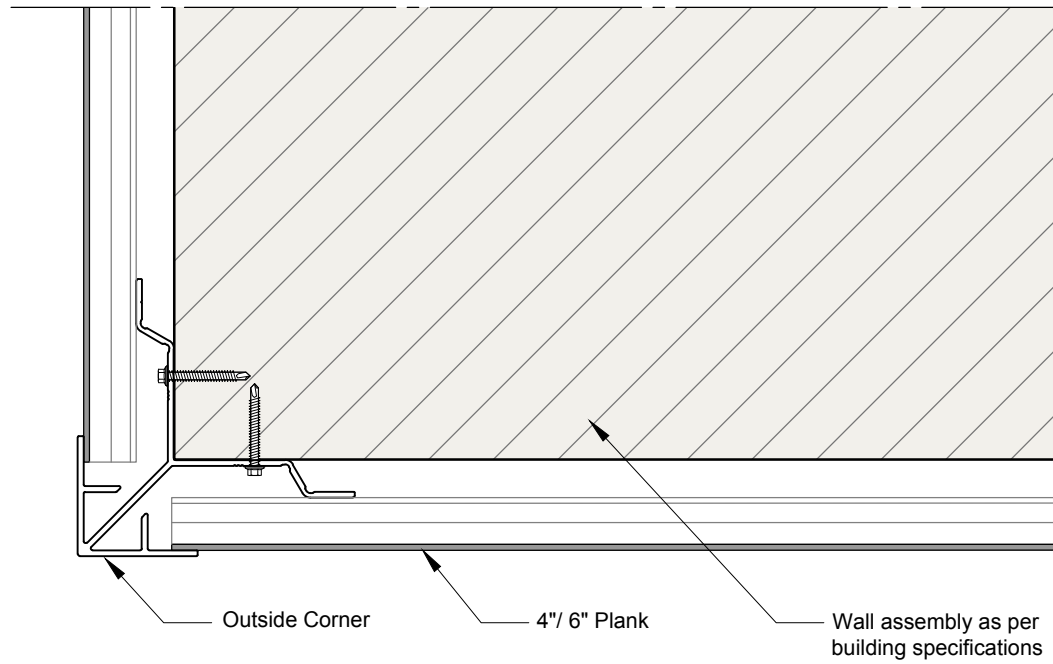 Outside Corner
4"/ 6" Plank
Wall assembly as per
building specifications